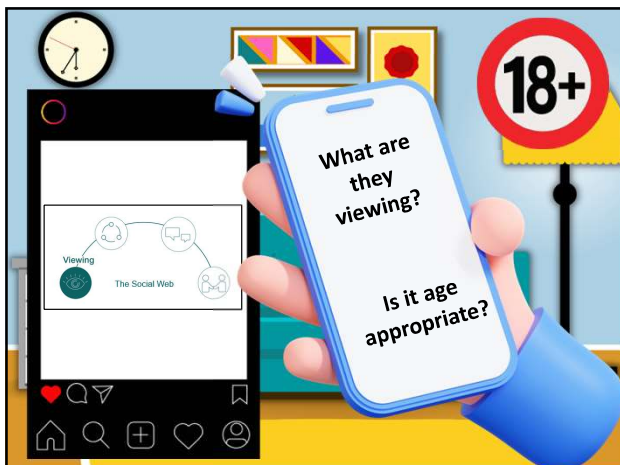 18+
What are
they
viewing?
Viewing
The Social Web
Is it age
appropriate?